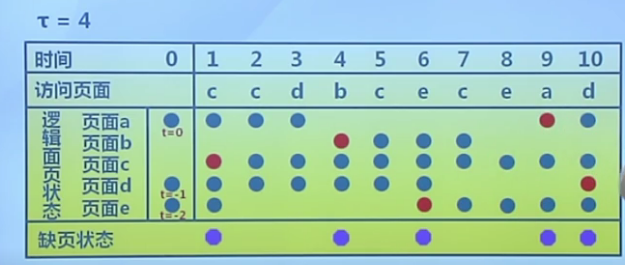 τ = 4
时间 0 1 2 3 4 5 6 7 8 9 10
访问页面 c c d b c e c e a d
逻辑页面状态
页面a t=0
页面b
页面c
页面d t=-1
页面e t=-2
缺页状态